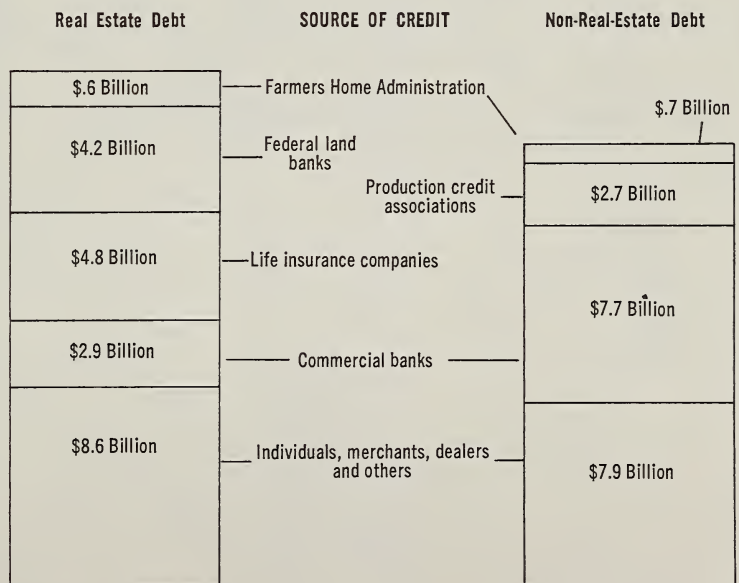 Real Estate Debt
SOURCE OF CREDIT
Non-Real-Estate Debt
$.6 Billion
Farmers Home Administration
$.7 Billion
$4.2 Billion
Federal land
banks
Production credit
associations
$2.7 Billion
$4.8 Billion
Life insurance companies
$7.7 Billion
$2.9 Billion
Commercial banks
$8.6 Billion
Individuals, merchants, dealers
and others
$7.9 Billion